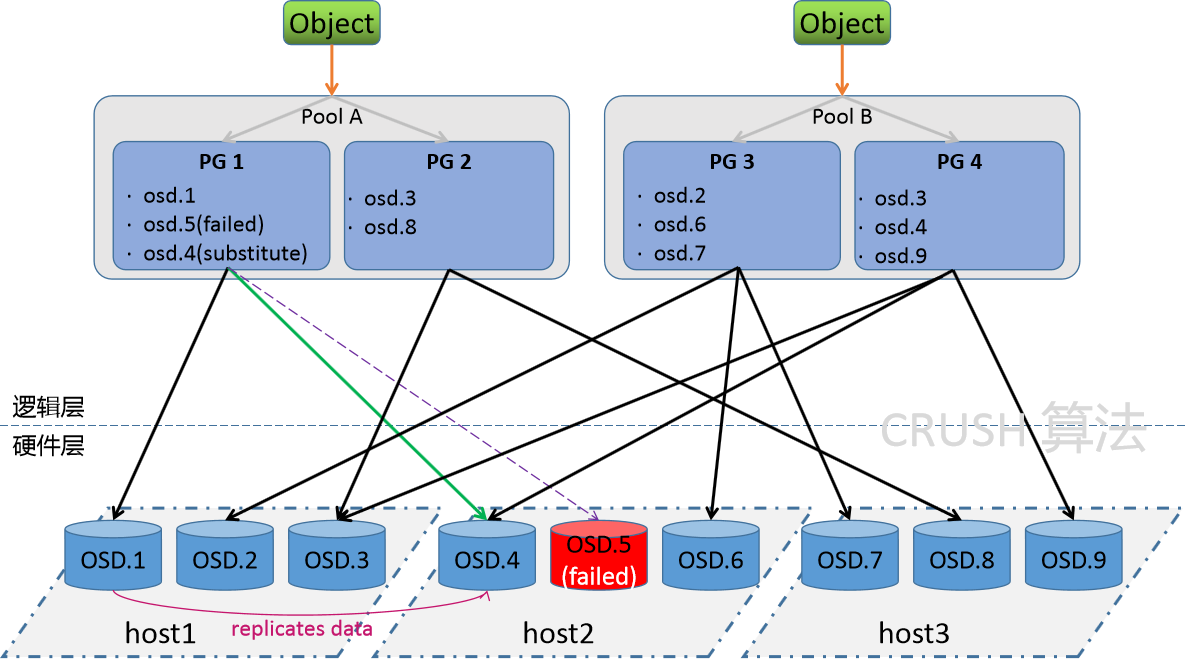 Object
Object
Pool A
Pool B
PG 1
· osd.1
· osd.5(failed)
· osd.4(substitute)
PG 2
· osd.3
· osd.8
PG 3
· osd.2
· osd.6
· osd.7
PG 4
· osd.3
· osd.4
· osd.9
逻辑层
CRUSH 算法
硬件层
OSD.1
OSD.2
OSD.3
OSD.4
OSD.5
(failed)
OSD.6
OSD.7
OSD.8
OSD.9
replicates data
host1
host2
host3